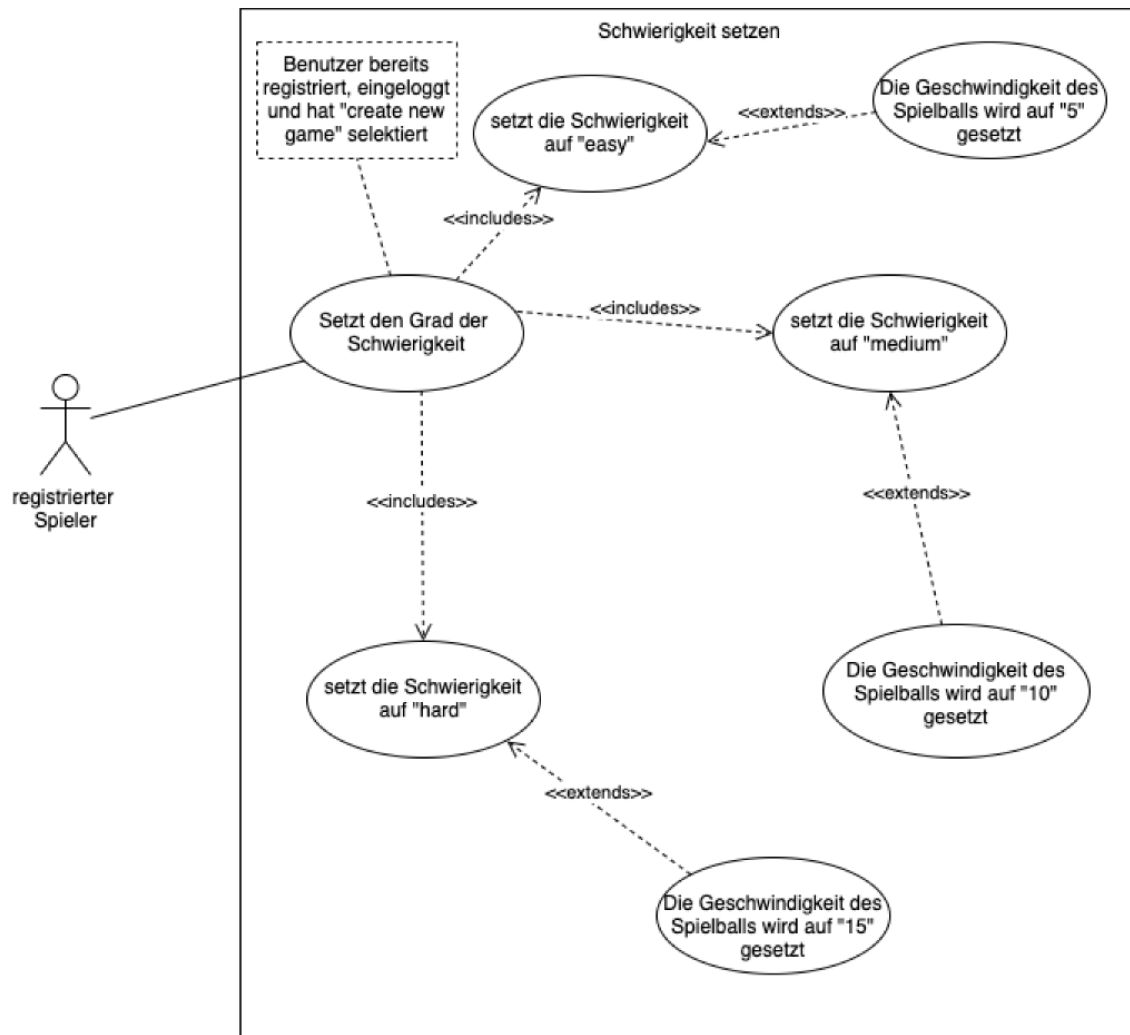 Schwierigkeit setzen
Benutzer bereits
registriert, eingeloggt
und hat "create new
game" selektiert
setzt die Schwierigkeit
auf "easy"
<<extends>>
Die Geschwindigkeit des
Spielballs wird auf "5"
gesetzt
<<includes>>
Setzt den Grad der
Schwierigkeit
<<includes>>
setzt die Schwierigkeit
auf "medium"
registrierter
Spieler
<<includes>>
<<extends>>
setzt die Schwierigkeit
auf "hard"
Die Geschwindigkeit des
Spielballs wird auf "10"
gesetzt
<<extends>>
Die Geschwindigkeit des
Spielballs wird auf "15"
gesetzt